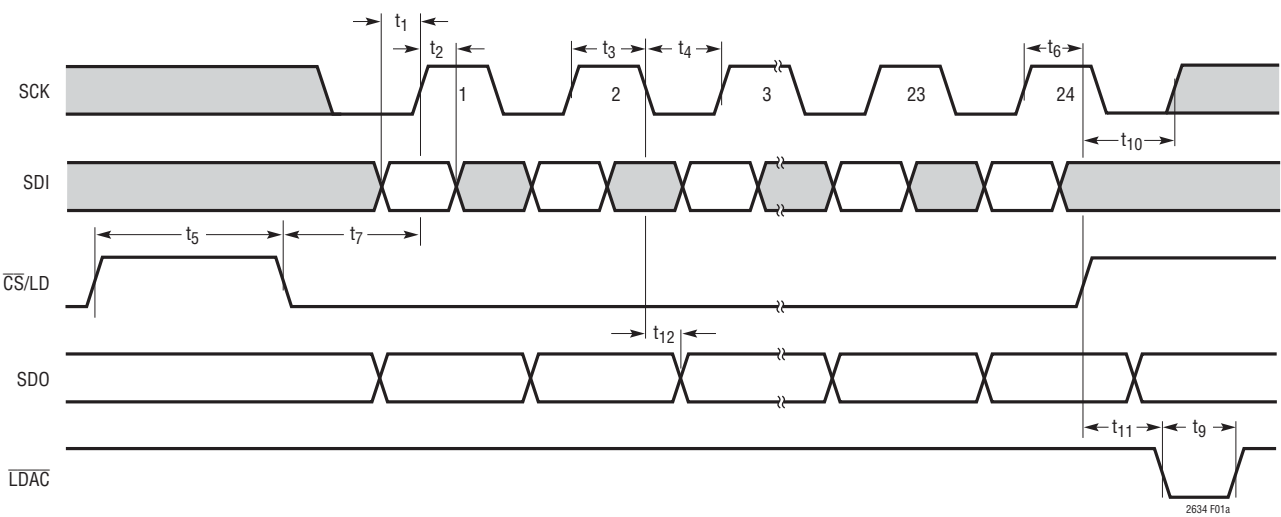 t1
t2 t3 t4 t6
SCK 1 2 3 23 24
t10
SDI
t5 t7
CS/LD
t12
SDO
t11 t9
LDAC
2634 F01a